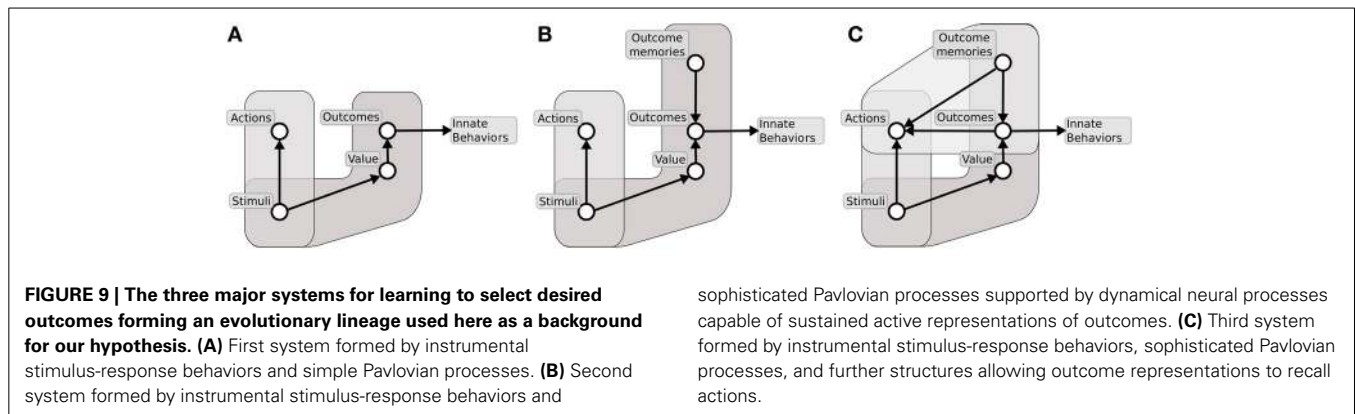 A
Actions
Outcomes
Innate
Behaviors
Value
Stimuli
B
Outcome
memories
Actions
Outcomes
Innate
Behaviors
Value
Stimuli
C
Outcome
memories
Actions
Outcomes
Innate
Behaviors
Value
Stimuli
FIGURE 9 | The three major systems for learning to select desired
outcomes forming an evolutionary lineage used here as a background
for our hypothesis. (A) First system formed by instrumental
stimulus-response behaviors and simple Pavlovian processes. (B) Second
system formed by instrumental stimulus-response behaviors and
sophisticated Pavlovian processes supported by dynamical neural processes
capable of sustained active representations of outcomes. (C) Third system
formed by instrumental stimulus-response behaviors, sophisticated Pavlovian
processes, and further structures allowing outcome representations to recall
actions.